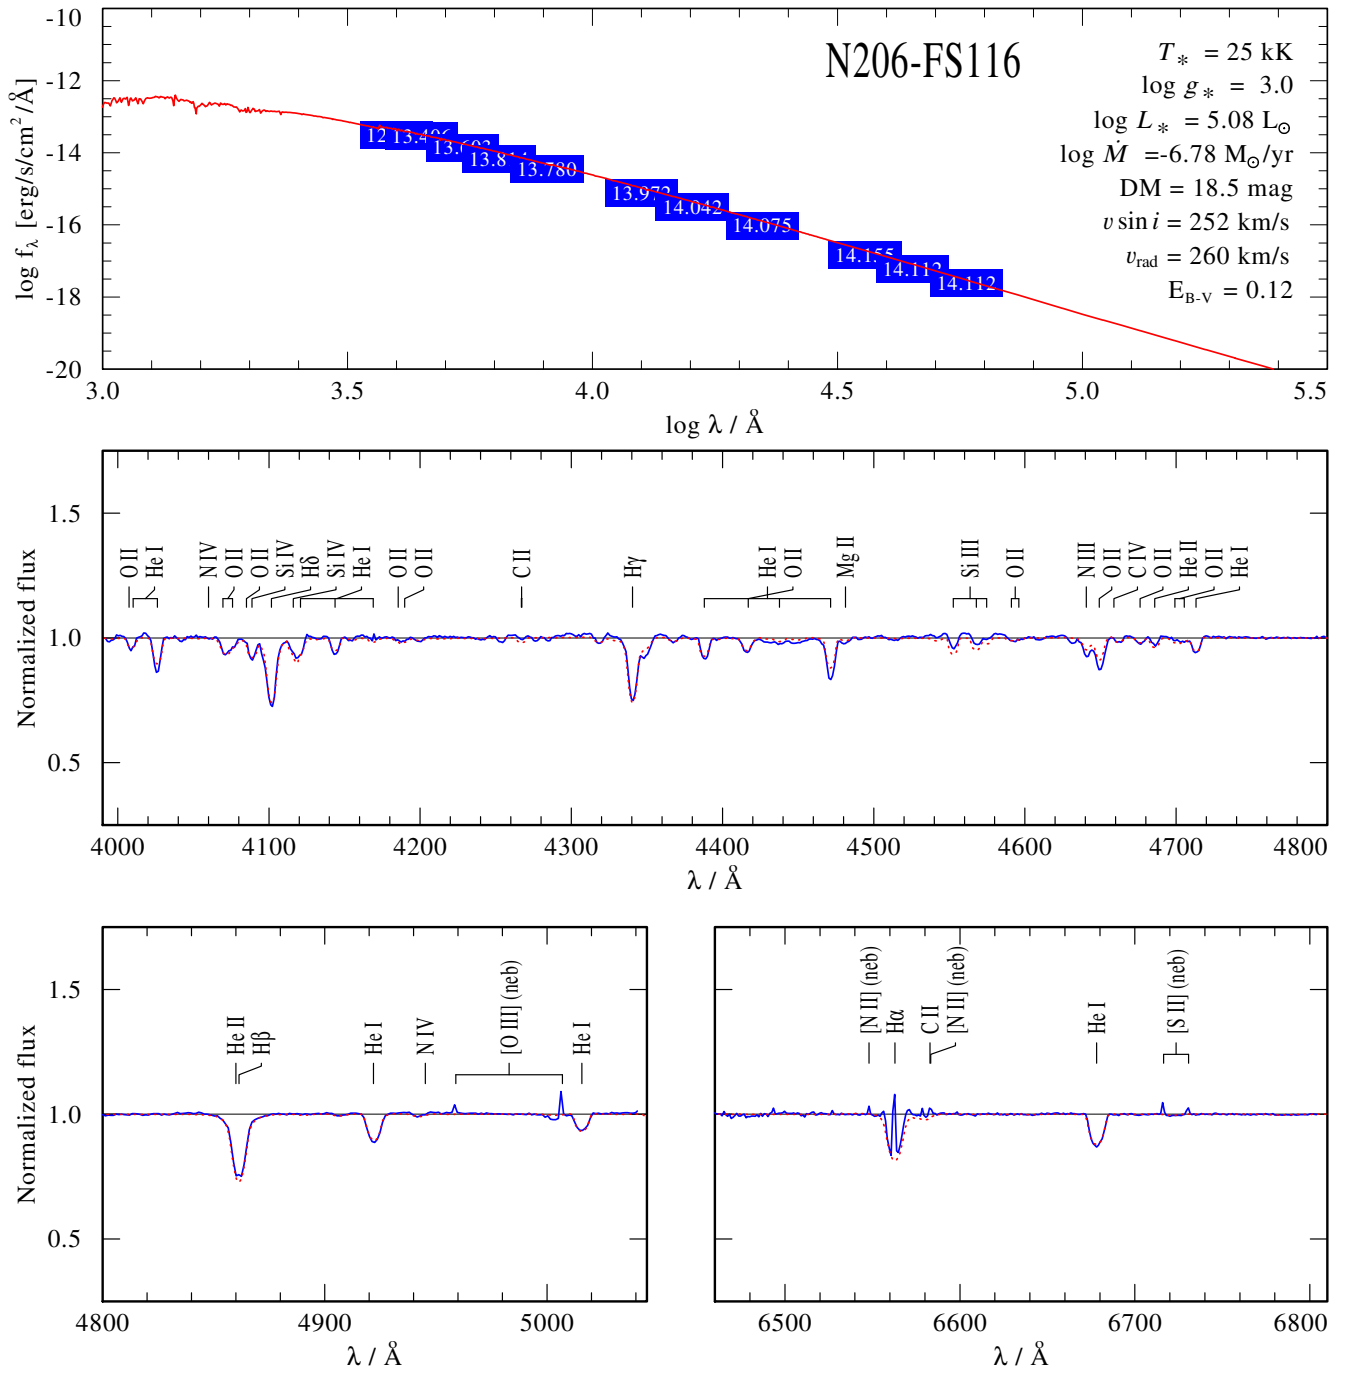 N206-FS116
T* = 25 kK
log g* = 3.0
log L* = 5.08 L⊙
log Ṁ =-6.78 M⊙/yr
DM = 18.5 mag
v sin i = 252 km/s
vrad = 260 km/s
EB-V = 0.12
log fλ [erg/s/cm²/Å]
-10
-12
-14
-16
-18
-20
13.780
14.042
14.075
14.155
14.112
3.0 3.5 4.0 4.5 5.0 5.5
log λ / Å
Normalized flux
1.5
1.0
0.5
O II He I N IV O II O II Si IV Hδ Si IV He I O II O II C II Hγ He I O II Mg II Si III O II N III O II C IV O II He II O II He I
4000 4100 4200 4300 4400 4500 4600 4700 4800
λ / Å
Normalized flux
1.5
1.0
0.5
He II Hβ He I N IV [O III] (neb) He I
4800 4900 5000
λ / Å
[N II] (neb) Hα C II [N II] (neb) He I [S II] (neb)
6500 6600 6700 6800
λ / Å